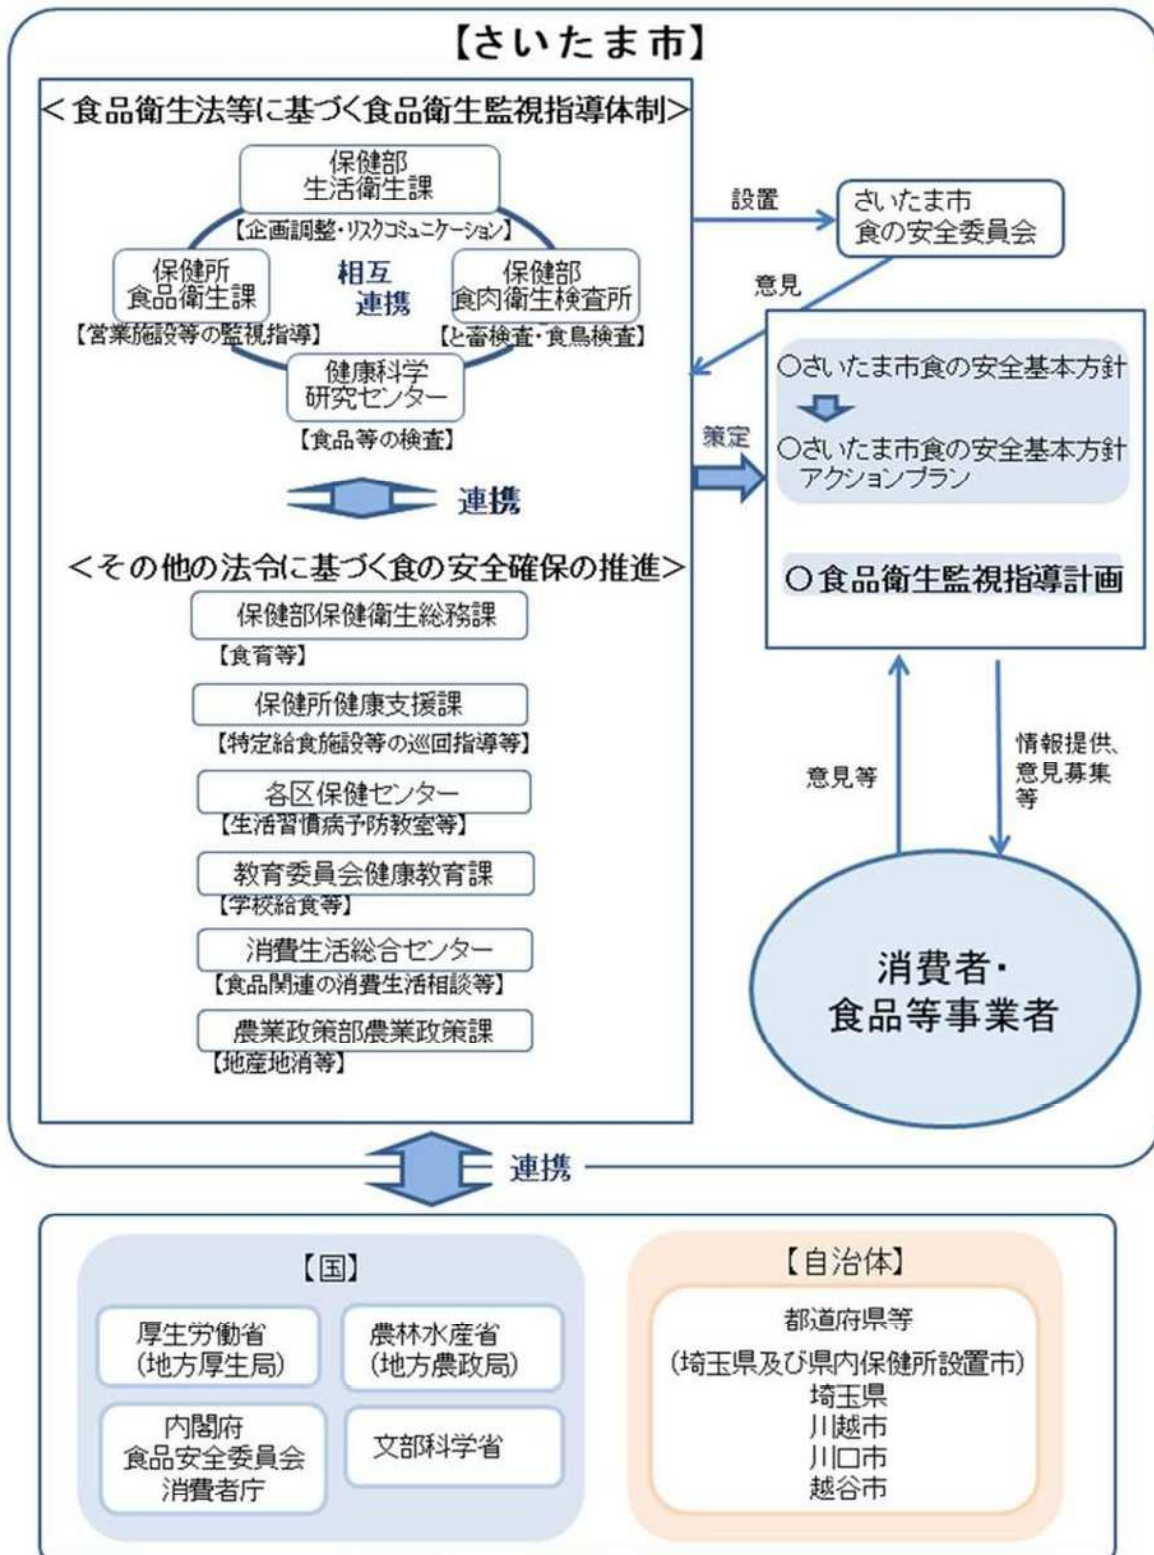 【さいたま市】
＜食品衛生法等に基づく食品衛生監視指導体制＞
保健部
生活衛生課
【企画調整・リスクコミュニケーション】
保健所
食品衛生課
【営業施設等の監視指導】
相互
連携
保健部
食肉衛生検査所
【と畜検査・食鳥検査】
健康科学
研究センター
【食品等の検査】
連携
＜その他の法令に基づく食の安全確保の推進＞
保健部保健衛生総務課
【食育等】
保健所健康支援課
【特定給食施設等の巡回指導等】
各区保健センター
【生活習慣病予防教室等】
教育委員会健康教育課
【学校給食等】
消費生活総合センター
【食品関連の消費生活相談等】
農業政策部農業政策課
【地産地消等】
設置
さいたま市
食の安全委員会
意見
策定
〇さいたま市食の安全基本方針
〇さいたま市食の安全基本方針
アクションプラン
〇食品衛生監視指導計画
意見等
情報提供、
意見募集
等
消費者・
食品等事業者
連携
【国】
厚生労働省
(地方厚生局)
農林水産省
(地方農政局)
内閣府
食品安全委員会
消費者庁
文部科学省
【自治体】
都道府県等
(埼玉県及び県内保健所設置市)
埼玉県
川越市
川口市
越谷市